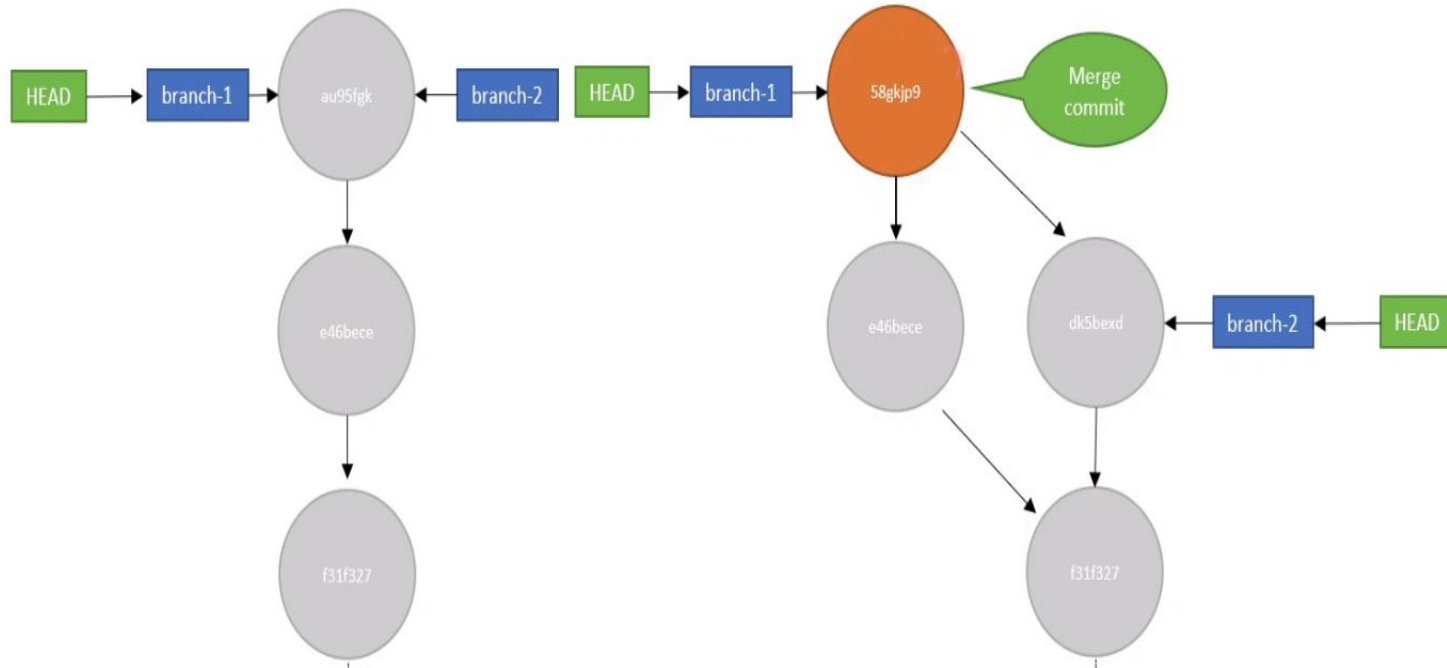 HEAD
branch-1
au95fgk
branch-2
HEAD
branch-1
58gkjp9
Merge
commit
e46bece
e46bece
dk5bexd
branch-2
HEAD
f31f327
f31f327